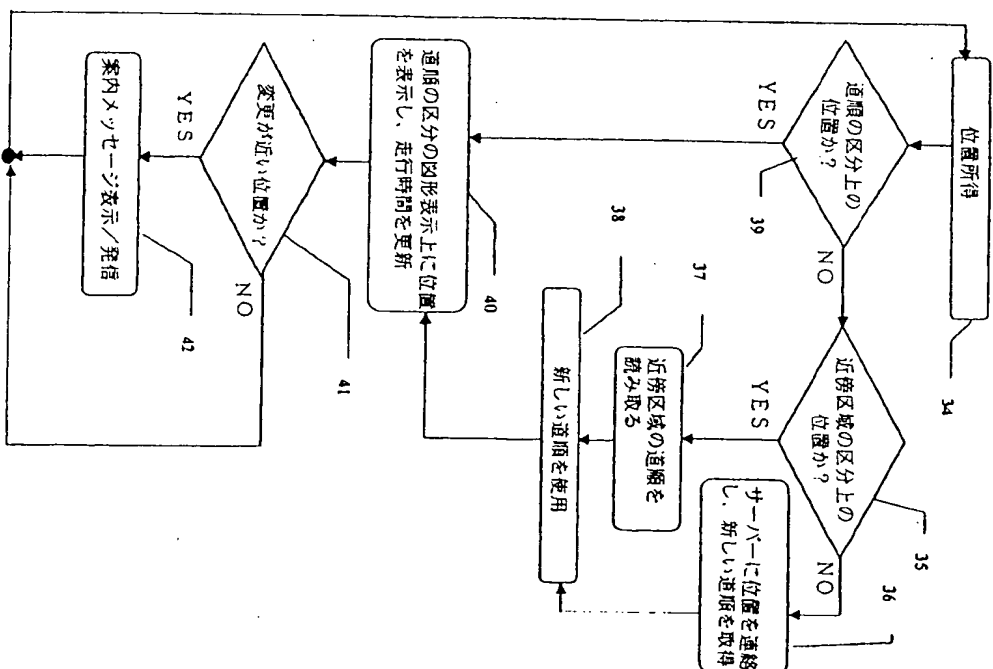 位置所得
34
道順の区分上の
位置か?
39
YES
NO
近傍区域の区分上の
位置か?
35
YES
NO
36
サーバーに位置を連絡
し、新しい道順を取得
37
近傍区域の道順を
読み取る
38
新しい道順を使用
道順の区分の図形表示上に位置
を表示し、走行時間を更新
40
変更が近い位置か?
41
YES
NO
案内メッセージ表示/発信
42